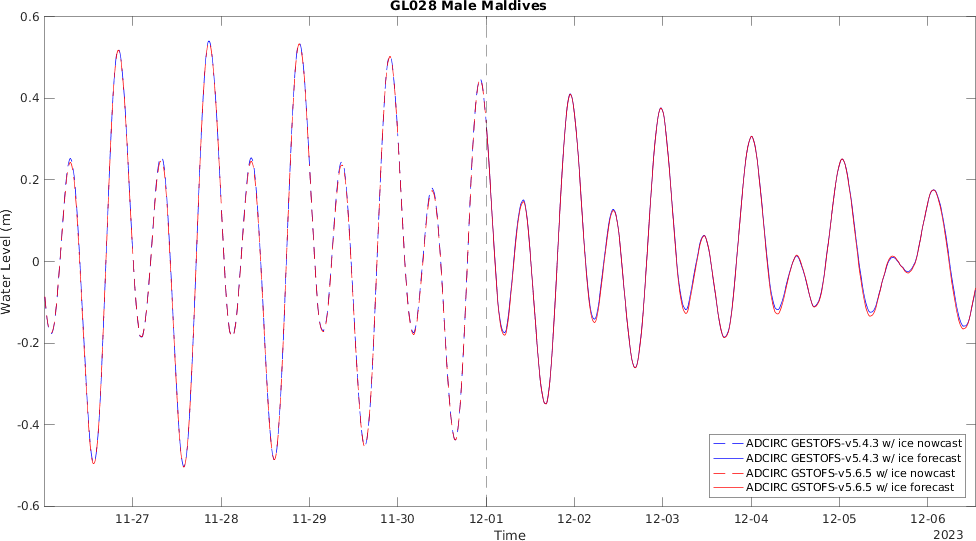 GL028 Male Maldives
0.6
0.4
0.2
0
-0.2
-0.4
-0.6
Water Level (m)
ADCIRC GESTOFS-v5.4.3 w/ ice nowcast
ADCIRC GESTOFS-v5.4.3 w/ ice forecast
ADCIRC GSTOFS-v5.6.5 w/ ice nowcast
ADCIRC GSTOFS-v5.6.5 w/ ice forecast
11-27 11-28 11-29 11-30 12-01 12-02 12-03 12-04 12-05 12-06
Time
2023